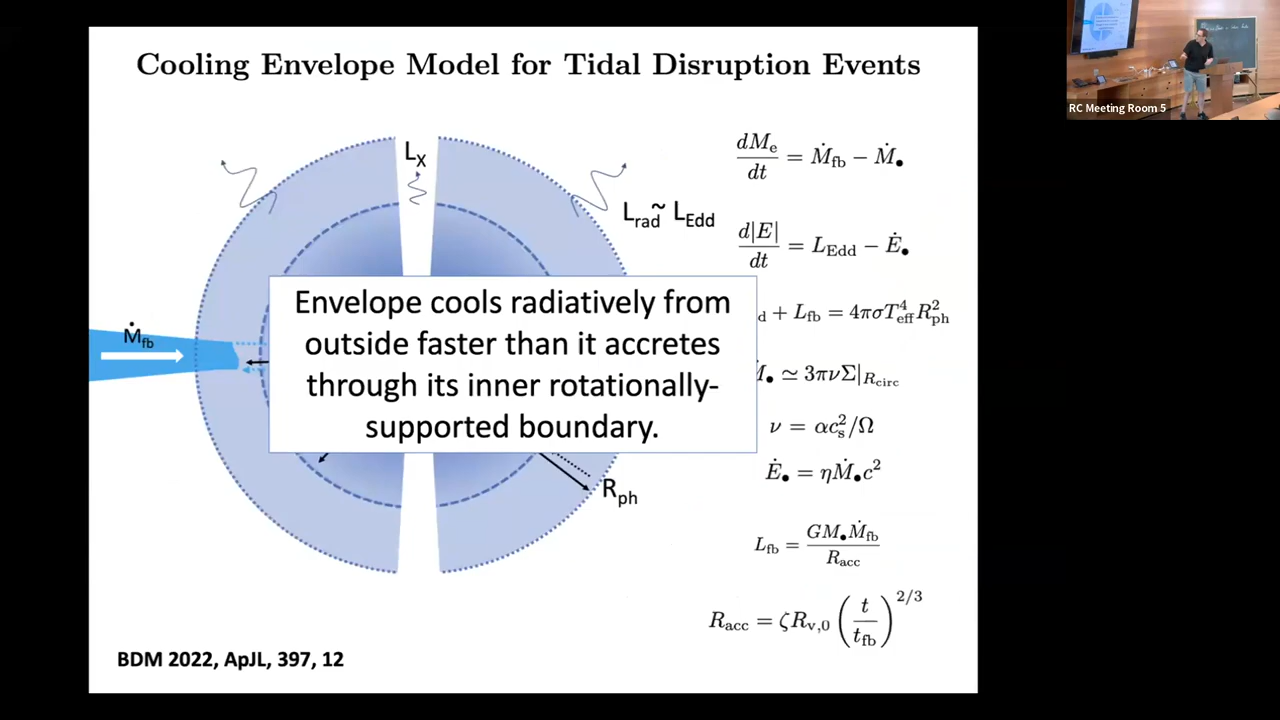 Cooling Envelope Model for Tidal Disruption Events
L_X
L_rad ~ L_Edd
Ṁ_fb
Envelope cools radiatively from
outside faster than it accretes
through its inner rotationally-
supported boundary.
R_ph
dM_e/dt = Ṁ_fb − Ṁ_•
d|E|/dt = L_Edd − Ė_•
d + L_fb = 4πσT_eff^4 R_ph^2
Ṁ_• ≃ 3πνΣ|_R_circ
ν = αc_s^2/Ω
Ė_• = ηṀ_•c^2
L_fb = GM_•Ṁ_fb/R_acc
R_acc = ζR_v,0 (t/t_fb)^2/3
BDM 2022, ApJL, 397, 12
RC Meeting Room 5